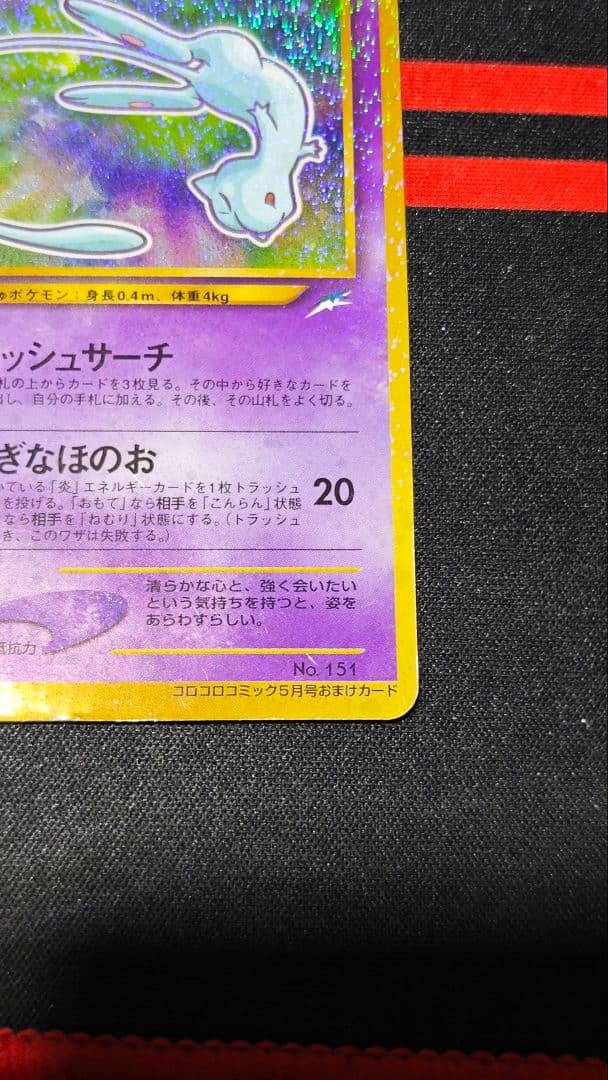 ポケモン：身長0.4m、体重4kg
ッシュサーチ
札の上からカードを3枚見る。その中から好きなカードを
出し、自分の手札に加える。その後、その山札をよく切る。
ぎなほのお
いている「炎」エネルギーカードを1枚トラッシュ
を投げる。「おもて」なら相手を「こんらん」状態
なら相手を「ねむり」状態にする。（トラッシュ
き、このワザは失敗する。）
20
清らかな心と、強く会いたい
という気持ちを持つと、姿を
あらわすらしい。
抵抗力
No. 151
コロコロコミック5月号おまけカード